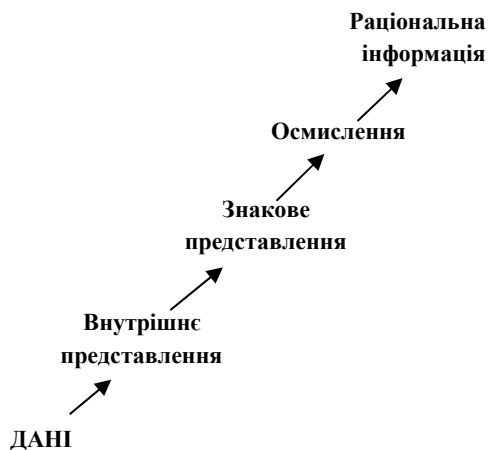 Раціональна
інформація
Осмислення
Знакове
представлення
Внутрішнє
представлення
ДАНІ